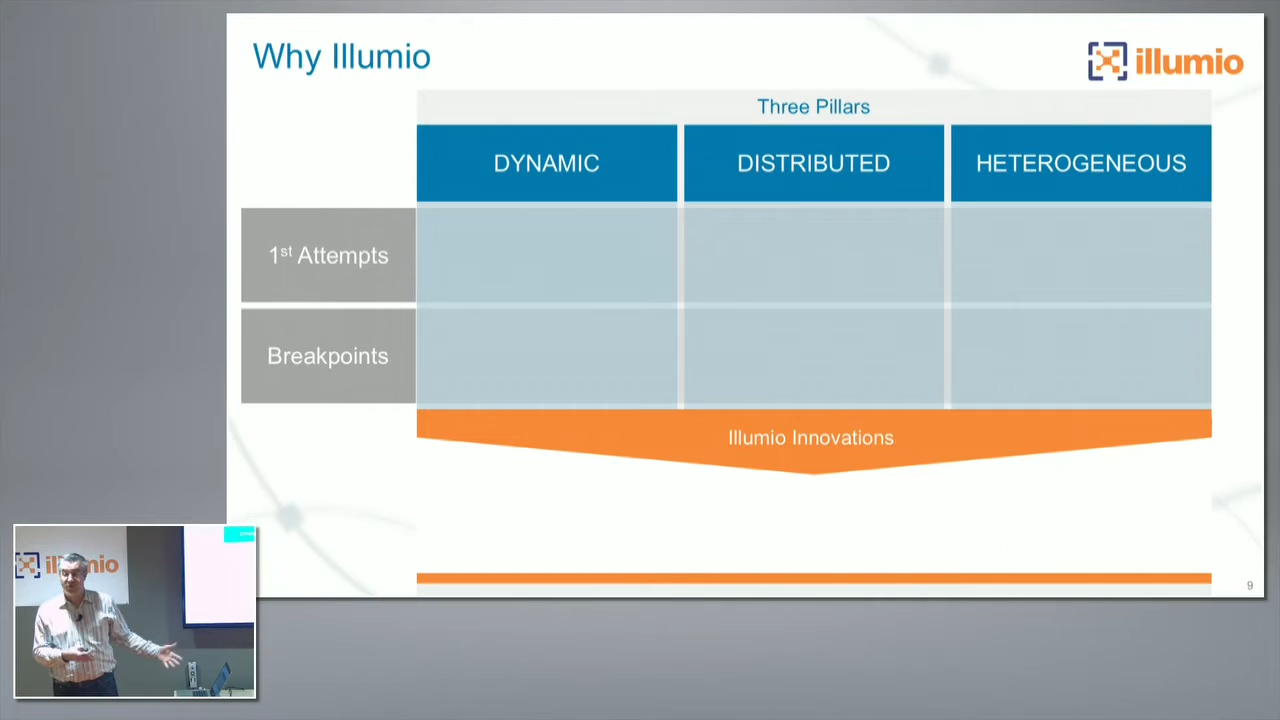 Why Illumio
illumio
Three Pillars
DYNAMIC
DISTRIBUTED
HETEROGENEOUS
1st Attempts
Breakpoints
Illumio Innovations
9
illumio